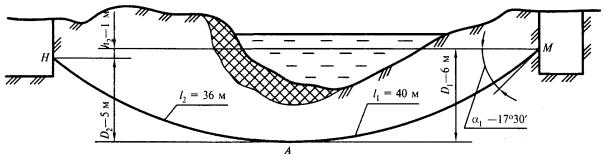 h₂—1 м
H
D₂—5 м
l₂ = 36 м
A
l₁ = 40 м
D₁—6 м
M
α₁ —17°30′